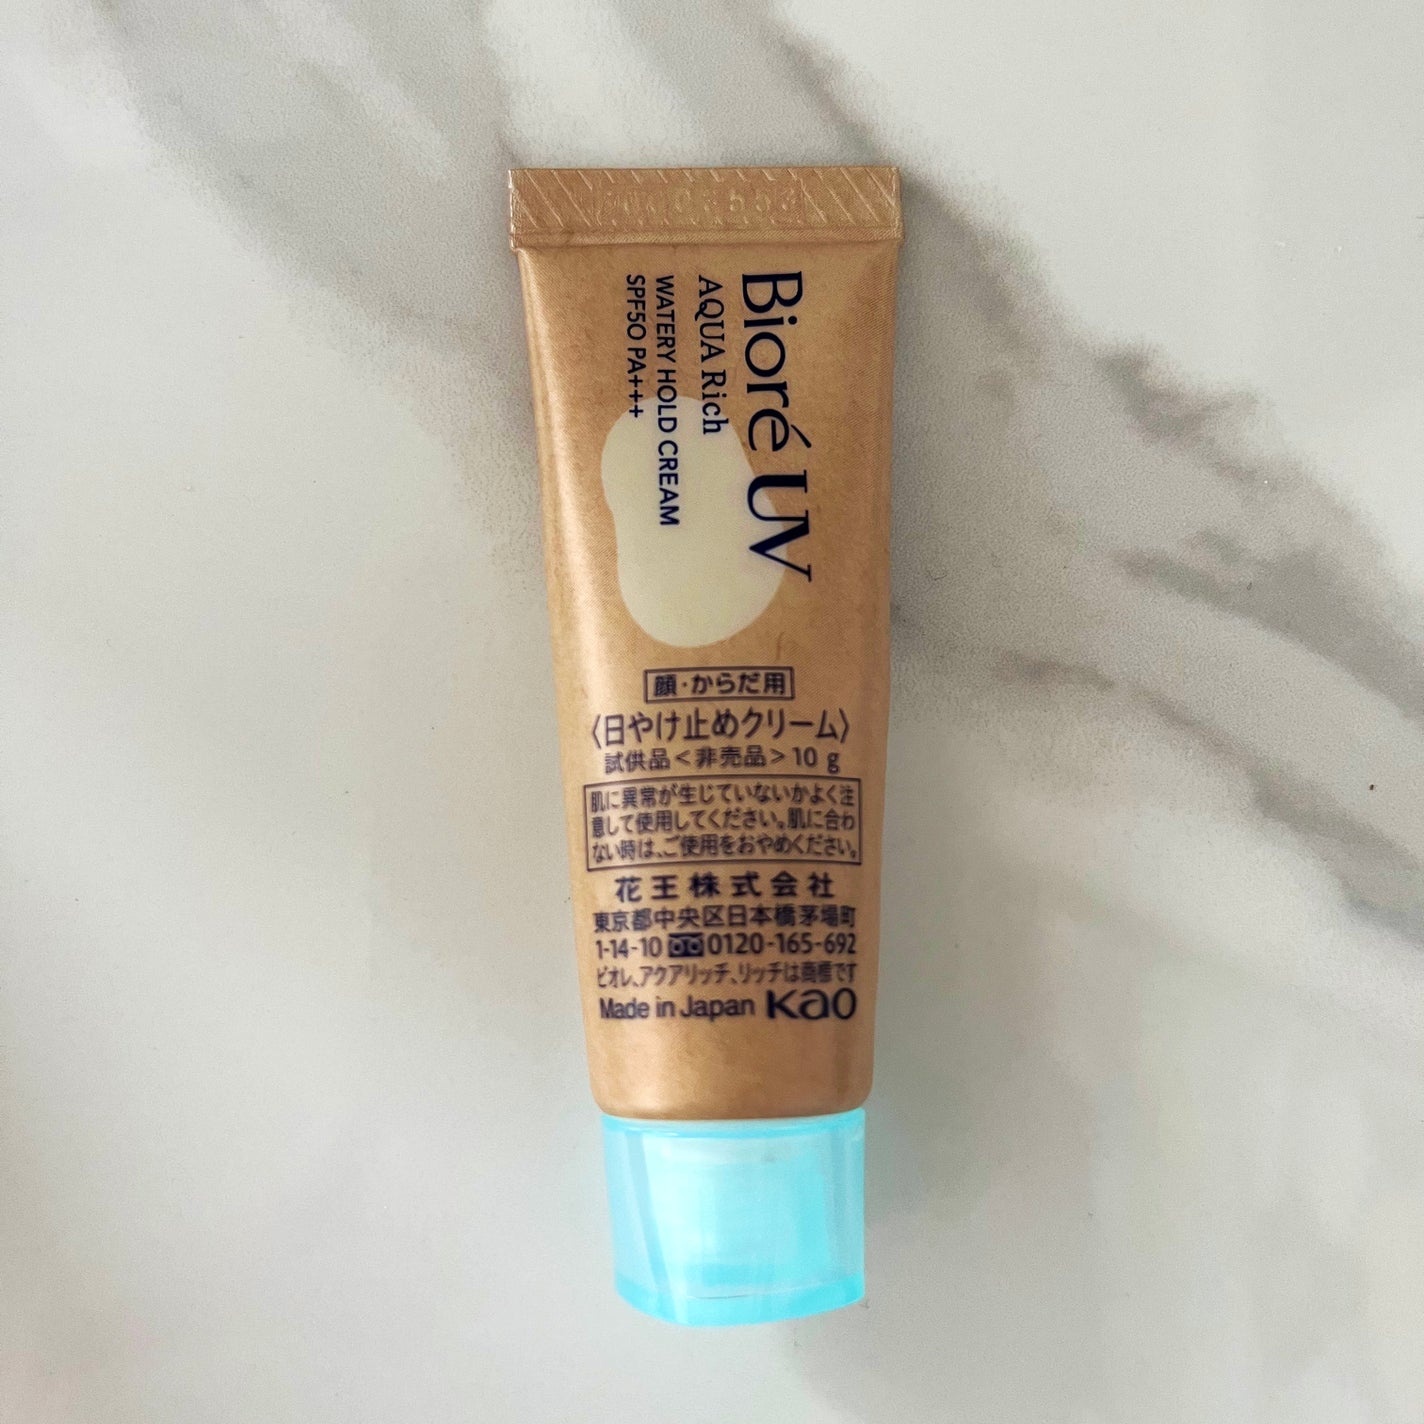 Bioré UV
AQUA Rich
WATERY HOLD CREAM
SPF50 PA+++
顔・からだ用
〈日やけ止めクリーム〉
試供品＜非売品＞10 g
肌に異常が生じていないかよく注
意して使用してください。肌に合わ
ない時は、ご使用をおやめください。
花王株式会社
東京都中央区日本橋茅場町
1-14-10 0120-165-692
ビオレ、アクアリッチ、リッチは商標です
Made in Japan Kao